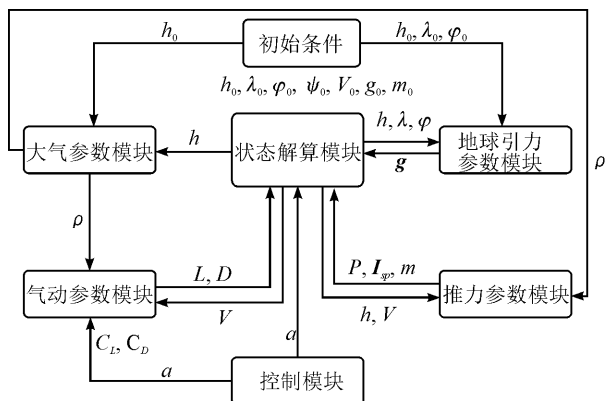 h₀
初始条件
h₀, λ₀, φ₀
h₀, λ₀, φ₀, ψ₀, V₀, g₀, m₀
大气参数模块
h
状态解算模块
h, λ, φ
g
地球引力
参数模块
ρ
ρ
气动参数模块
L, D
V
P, Iₛₚ, m
h, V
推力参数模块
C_L, C_D
a
a
控制模块